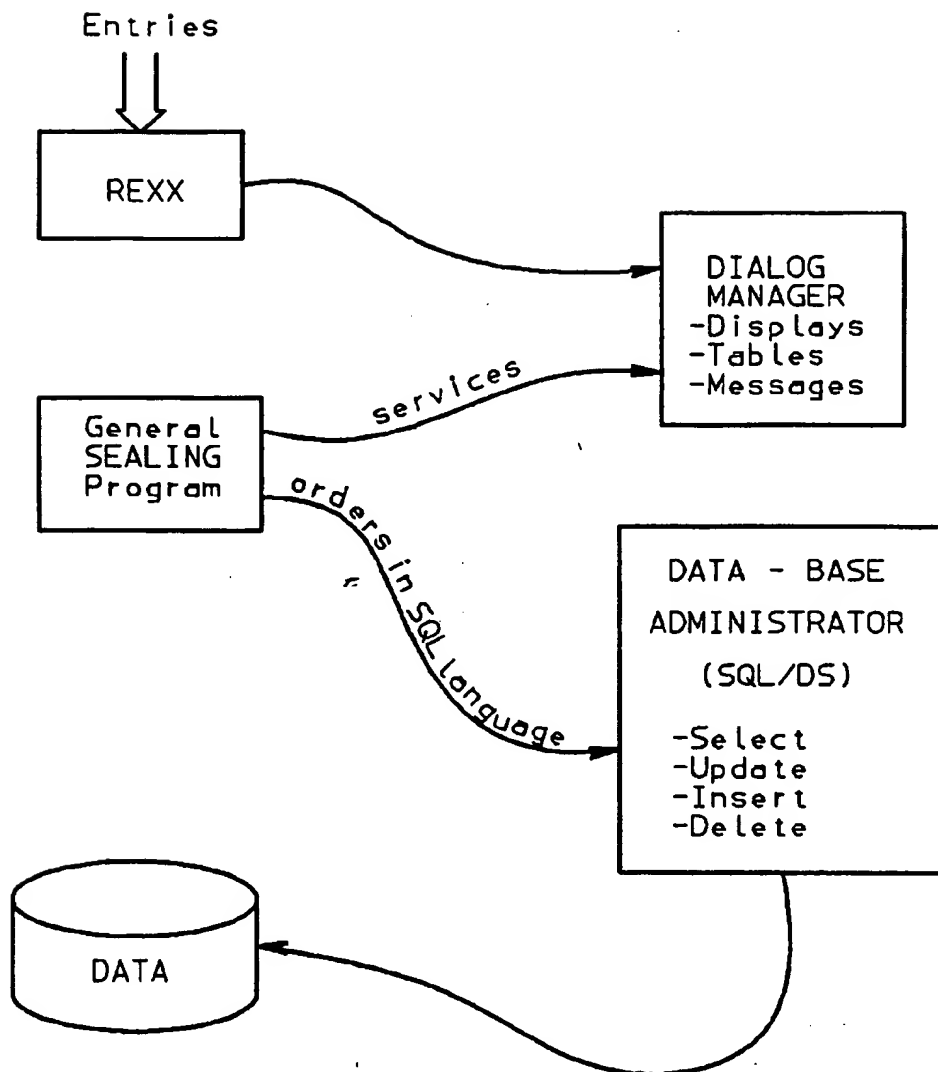 Entries
REXX
DIALOG
MANAGER
-Displays
-Tables
-Messages
services
General
SEALING
Program
orders in SQL language
DATA - BASE
ADMINISTRATOR
(SQL/DS)
-Select
-Update
-Insert
-Delete
DATA